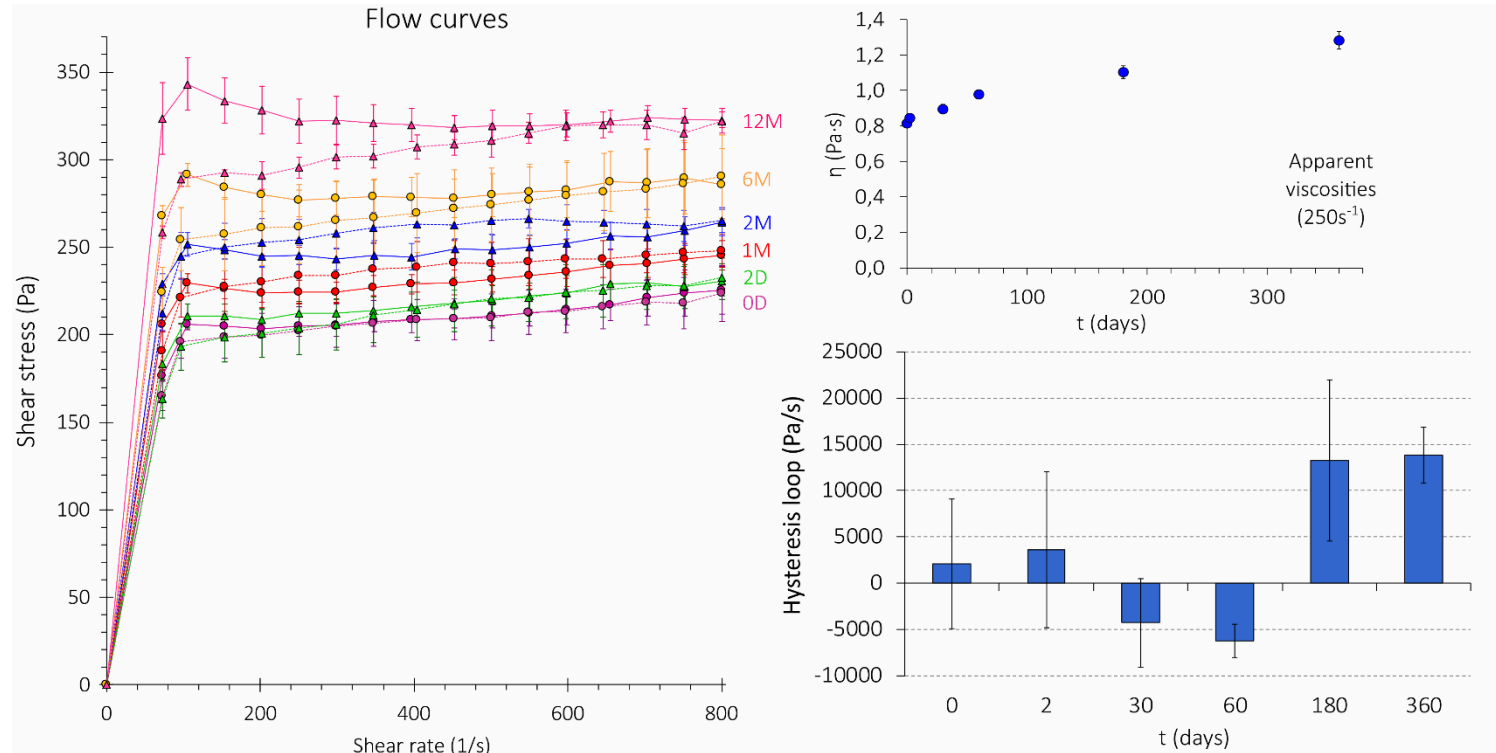 Flow curves
Shear stress (Pa)
350
300
250
200
150
100
50
0
0
200
400
600
800
Shear rate (1/s)
12M
6M
2M
1M
2D
0D
1,4
1,4
1,2
1,0
0,8
0,6
0,4
0,2
0,0
η (Pa·s)
Apparent
viscosities
(250s⁻¹)
0
100
200
300
t (days)
25000
20000
15000
10000
5000
0
-5000
-10000
Hysteresis loop (Pa/s)
0
2
30
60
180
360
t (days)